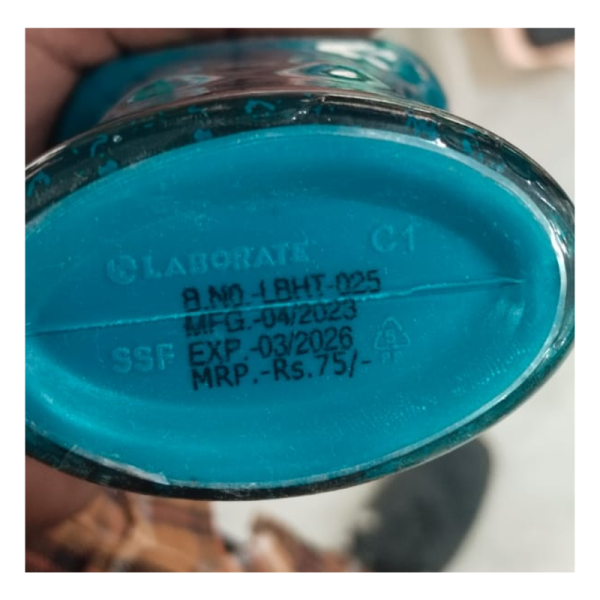 LABORATE C1
B.NO.-LBHT-025
MFG.-04/2023
SSF EXP.-03/2026
MRP.-Rs.75/-